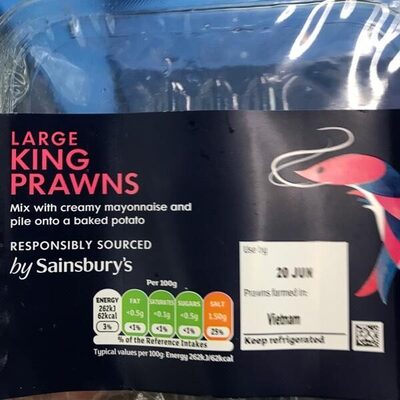 LARGE
KING
PRAWNS
Mix with creamy mayonnaise and
pile onto a baked potato
RESPONSIBLY SOURCED
by Sainsbury's
Per 100g
ENERGY
262kJ
62kcal
3%
FAT
<0.5g
<1%
SATURATES
<0.1g
<1%
SUGARS
<0.5g
<1%
SALT
1.50g
25%
% of the Reference Intakes
Typical values per 100g: Energy 262kJ/62kcal
Use by
20 JUN
Prawns farmed in:
Vietnam
Keep refrigerated